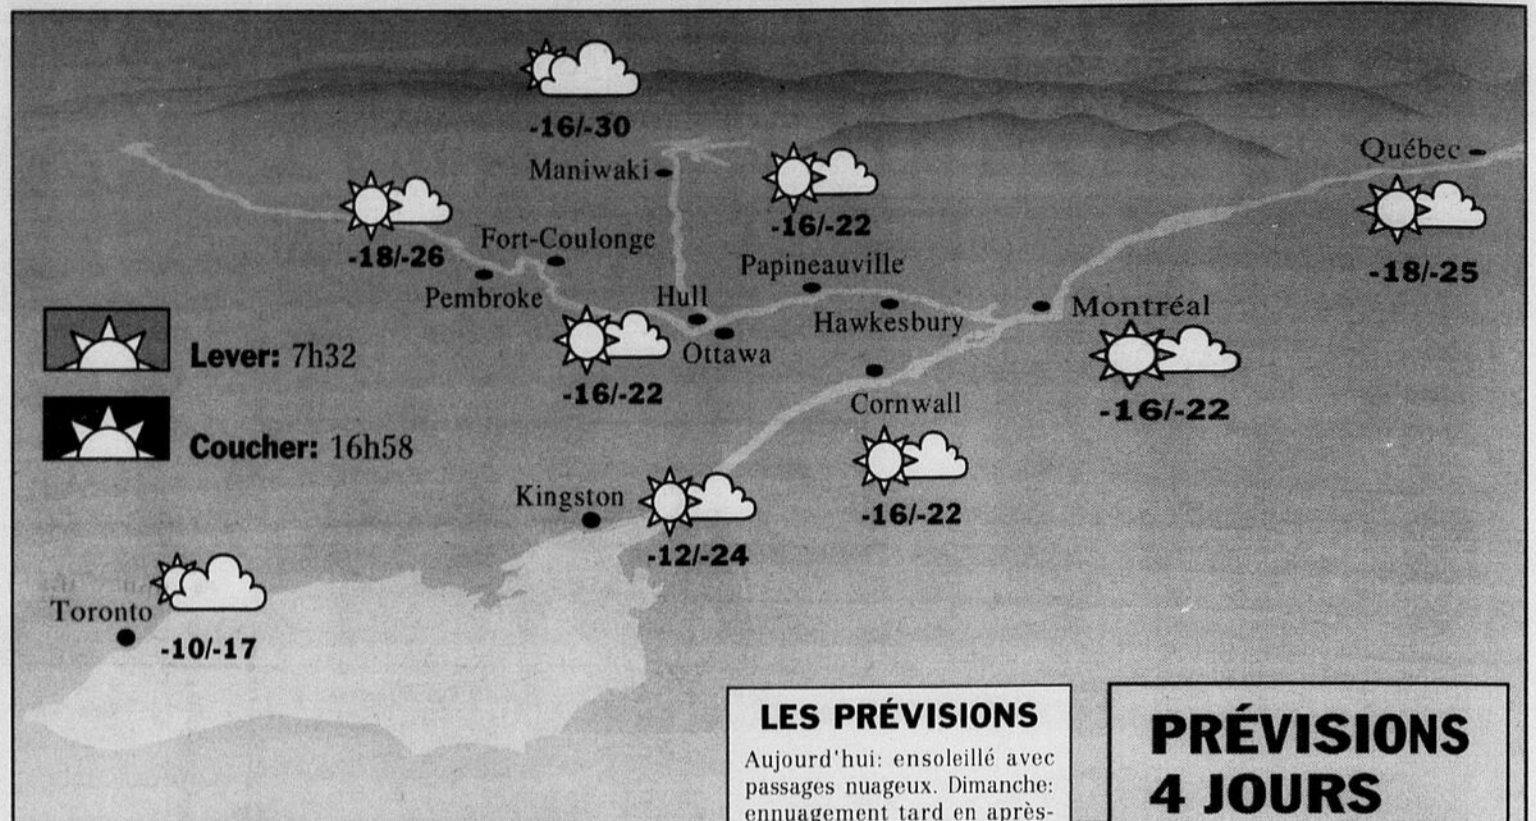 -16/-30
Maniwaki
Québec
-16/-22
-18/-26
Fort-Coulonge
-18/-25
Papineauville
Pembroke
Hull
Montréal
Hawkesbury
Lever: 7h32
Ottawa
-16/-22
Cornwall
-16/-22
Coucher: 16h58
Kingston
-16/-22
-12/-24
Toronto
-10/-17
LES PRÉVISIONS
Aujourd'hui: ensoleillé avec
passages nuageux. Dimanche:
ennuagement tard en après-
PRÉVISIONS
4 JOURS